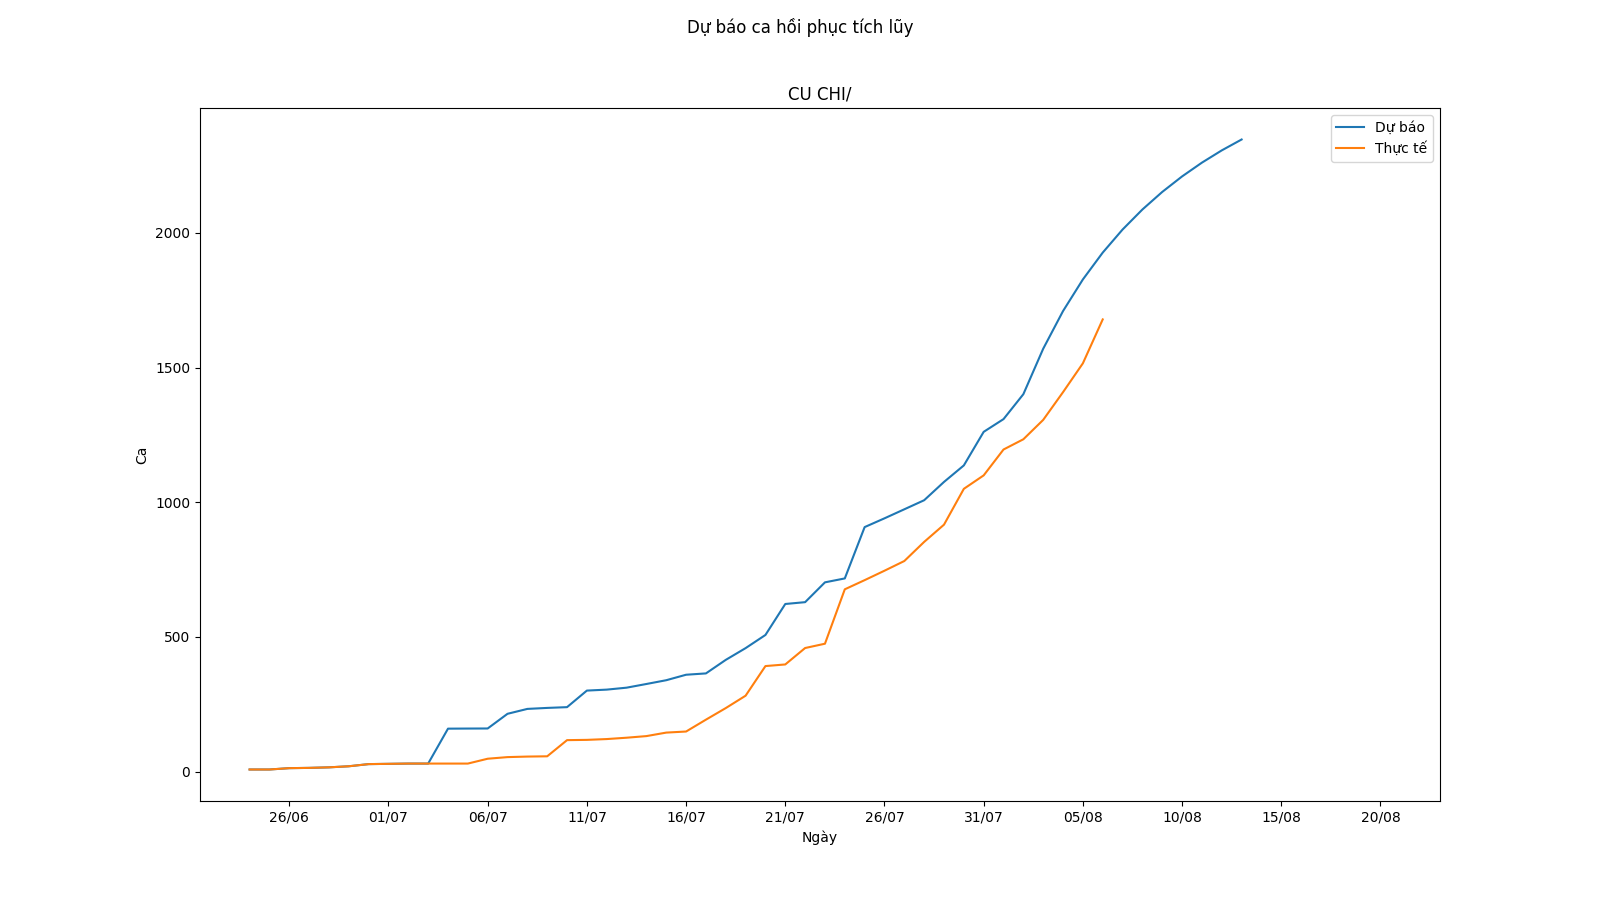 Dự báo ca hồi phục tích lũy
CU CHI/
Dự báo
Thực tế
2000
1500
1000
500
0
Ca
26/06 01/07 06/07 11/07 16/07 21/07 26/07 31/07 05/08 10/08 15/08 20/08
Ngày